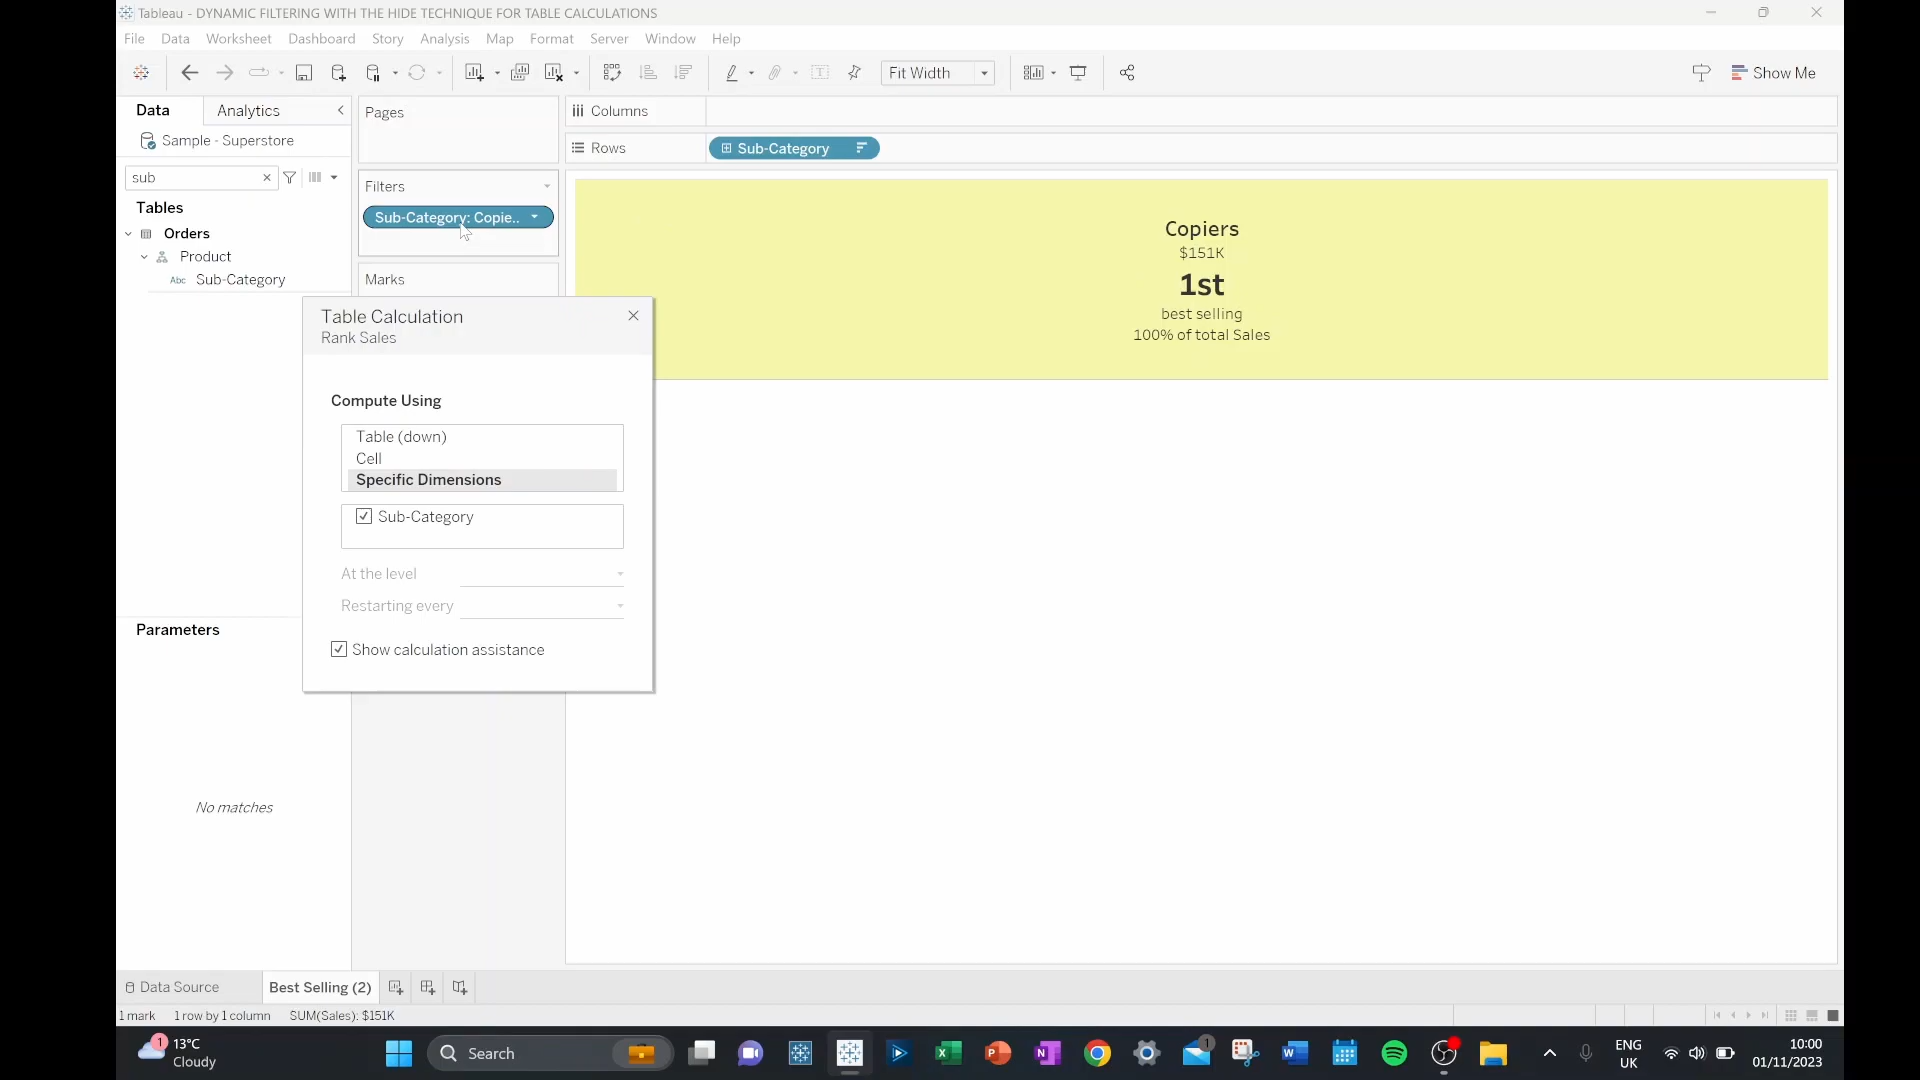 Tableau - DYNAMIC FILTERING WITH THE HIDE TECHNIQUE FOR TABLE CALCULATIONS
File Data Worksheet Dashboard Story Analysis Map Format Server Window Help
Fit Width
Show Me
Data Analytics
Sample - Superstore
sub
Tables
Orders
Product
Abc Sub-Category
Parameters
No matches
Pages
Filters
Sub-Category: Copie..
Marks
Columns
Rows
Sub-Category
Copiers
$151K
1st
best selling
100% of total Sales
Table Calculation
Rank Sales
Compute Using
Table (down)
Cell
Specific Dimensions
Sub-Category
At the level
Restarting every
Show calculation assistance
Data Source Best Selling (2)
1 mark 1 row by 1 column SUM(Sales): $151K
1
13°C
Cloudy
Search
1
ENG
UK
10:00
01/11/2023